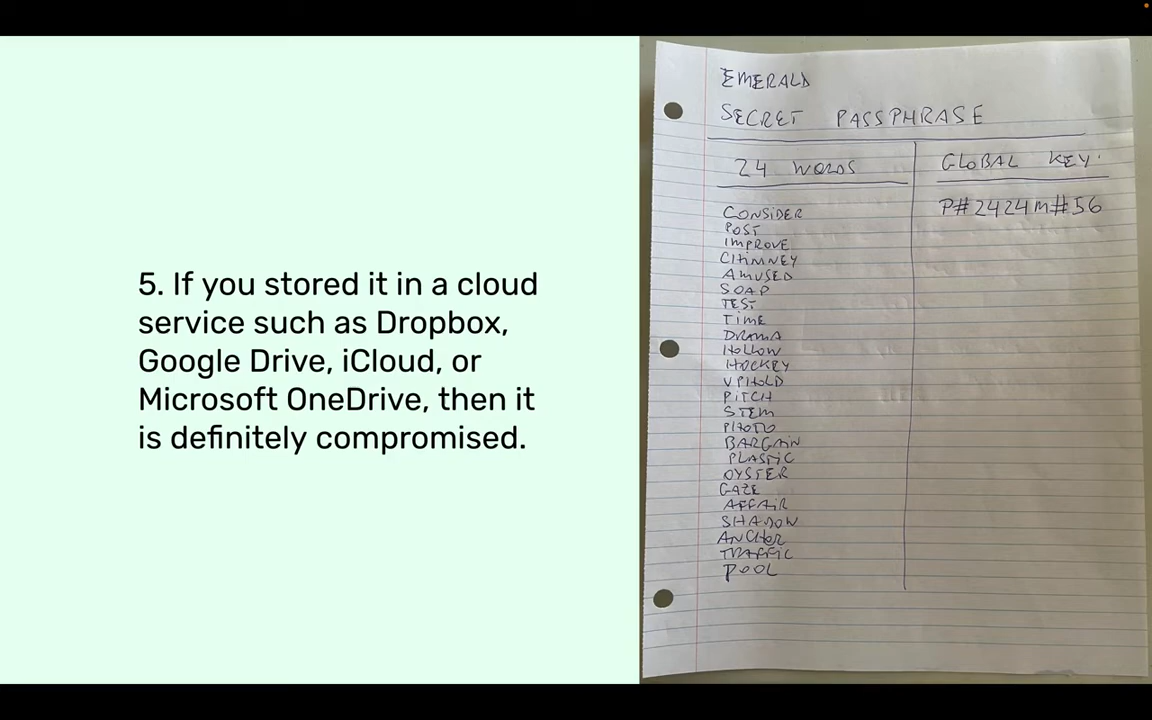 5. If you stored it in a cloud
service such as Dropbox,
Google Drive, iCloud, or
Microsoft OneDrive, then it
is definitely compromised.
EMERALD
SECRET PASSPHRASE
24 WORDS
CONSIDER
POST
IMPROVE
CHIMNEY
AMUSED
SOAP
TEST
TIME
DRAMA
HOLLOW
HOCKEY
UPHOLD
PITCH
STEM
PHOTO
BARGAIN
PLASTIC
OYSTER
GAZE
AFFAIR
SHADOW
ANCHOR
TRAFFIC
POOL
GLOBAL KEY:
P#2424M#56